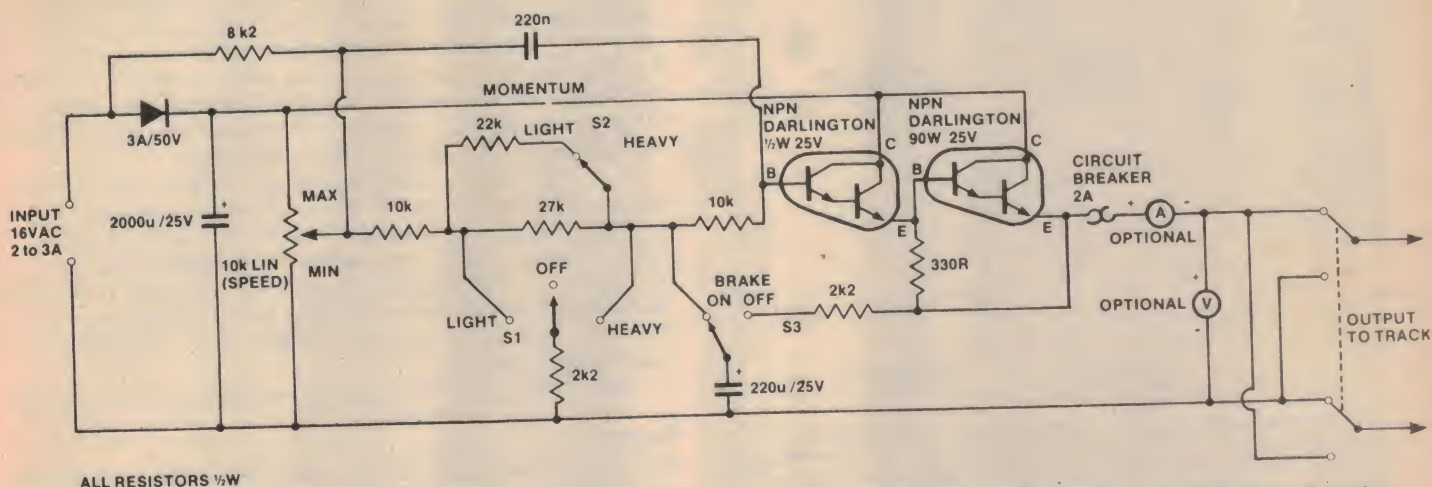 8 k2
220n
MOMENTUM
3A/50V
22k
LIGHT
S2
HEAVY
NPN
DARLINGTON
½W 25V
C
NPN
DARLINGTON
90W 25V
C
CIRCUIT
BREAKER
2A
B
B
INPUT
16VAC
2 to 3A
2000u /25V
+
MAX
10k
27k
10k
E
E
+
A
-
OPTIONAL
10k LIN
(SPEED)
MIN
OFF
BRAKE
ON OFF
330R
+
OPTIONAL
V
-
LIGHT
S1
HEAVY
S3
2k2
OUTPUT
TO TRACK
2k2
+
220u /25V
ALL RESISTORS ½W